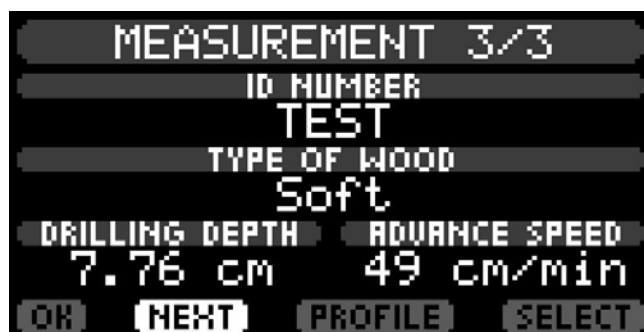 MEASUREMENT 3/3
ID NUMBER
TEST
TYPE OF WOOD
Soft
DRILLING DEPTH ADVANCE SPEED
7.76 cm 49 cm/min
OK NEXT PROFILE SELECT